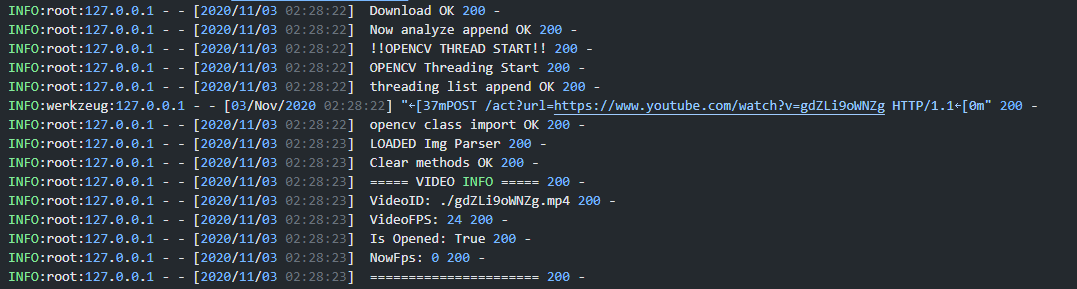 INFO:root:127.0.0.1 - - [2020/11/03 02:28:22]  Download OK 200 -
INFO:root:127.0.0.1 - - [2020/11/03 02:28:22]  Now analyze append OK 200 -
INFO:root:127.0.0.1 - - [2020/11/03 02:28:22]  !!OPENCV THREAD START!! 200 -
INFO:root:127.0.0.1 - - [2020/11/03 02:28:22]  OPENCV Threading Start 200 -
INFO:root:127.0.0.1 - - [2020/11/03 02:28:22]  threading list append OK 200 -
INFO:werkzeug:127.0.0.1 - - [03/Nov/2020 02:28:22] "←[37mPOST /act?url=https://www.youtube.com/watch?v=gdZLi9oWNZg HTTP/1.1←[0m" 200 -
INFO:root:127.0.0.1 - - [2020/11/03 02:28:22]  opencv class import OK 200 -
INFO:root:127.0.0.1 - - [2020/11/03 02:28:23]  LOADED Img Parser 200 -
INFO:root:127.0.0.1 - - [2020/11/03 02:28:23]  Clear methods OK 200 -
INFO:root:127.0.0.1 - - [2020/11/03 02:28:23]  ===== VIDEO INFO ===== 200 -
INFO:root:127.0.0.1 - - [2020/11/03 02:28:23]  VideoID: ./gdZLi9oWNZg.mp4 200 -
INFO:root:127.0.0.1 - - [2020/11/03 02:28:23]  VideoFPS: 24 200 -
INFO:root:127.0.0.1 - - [2020/11/03 02:28:23]  Is Opened: True 200 -
INFO:root:127.0.0.1 - - [2020/11/03 02:28:23]  NowFps: 0 200 -
INFO:root:127.0.0.1 - - [2020/11/03 02:28:23]  ====================== 200 -